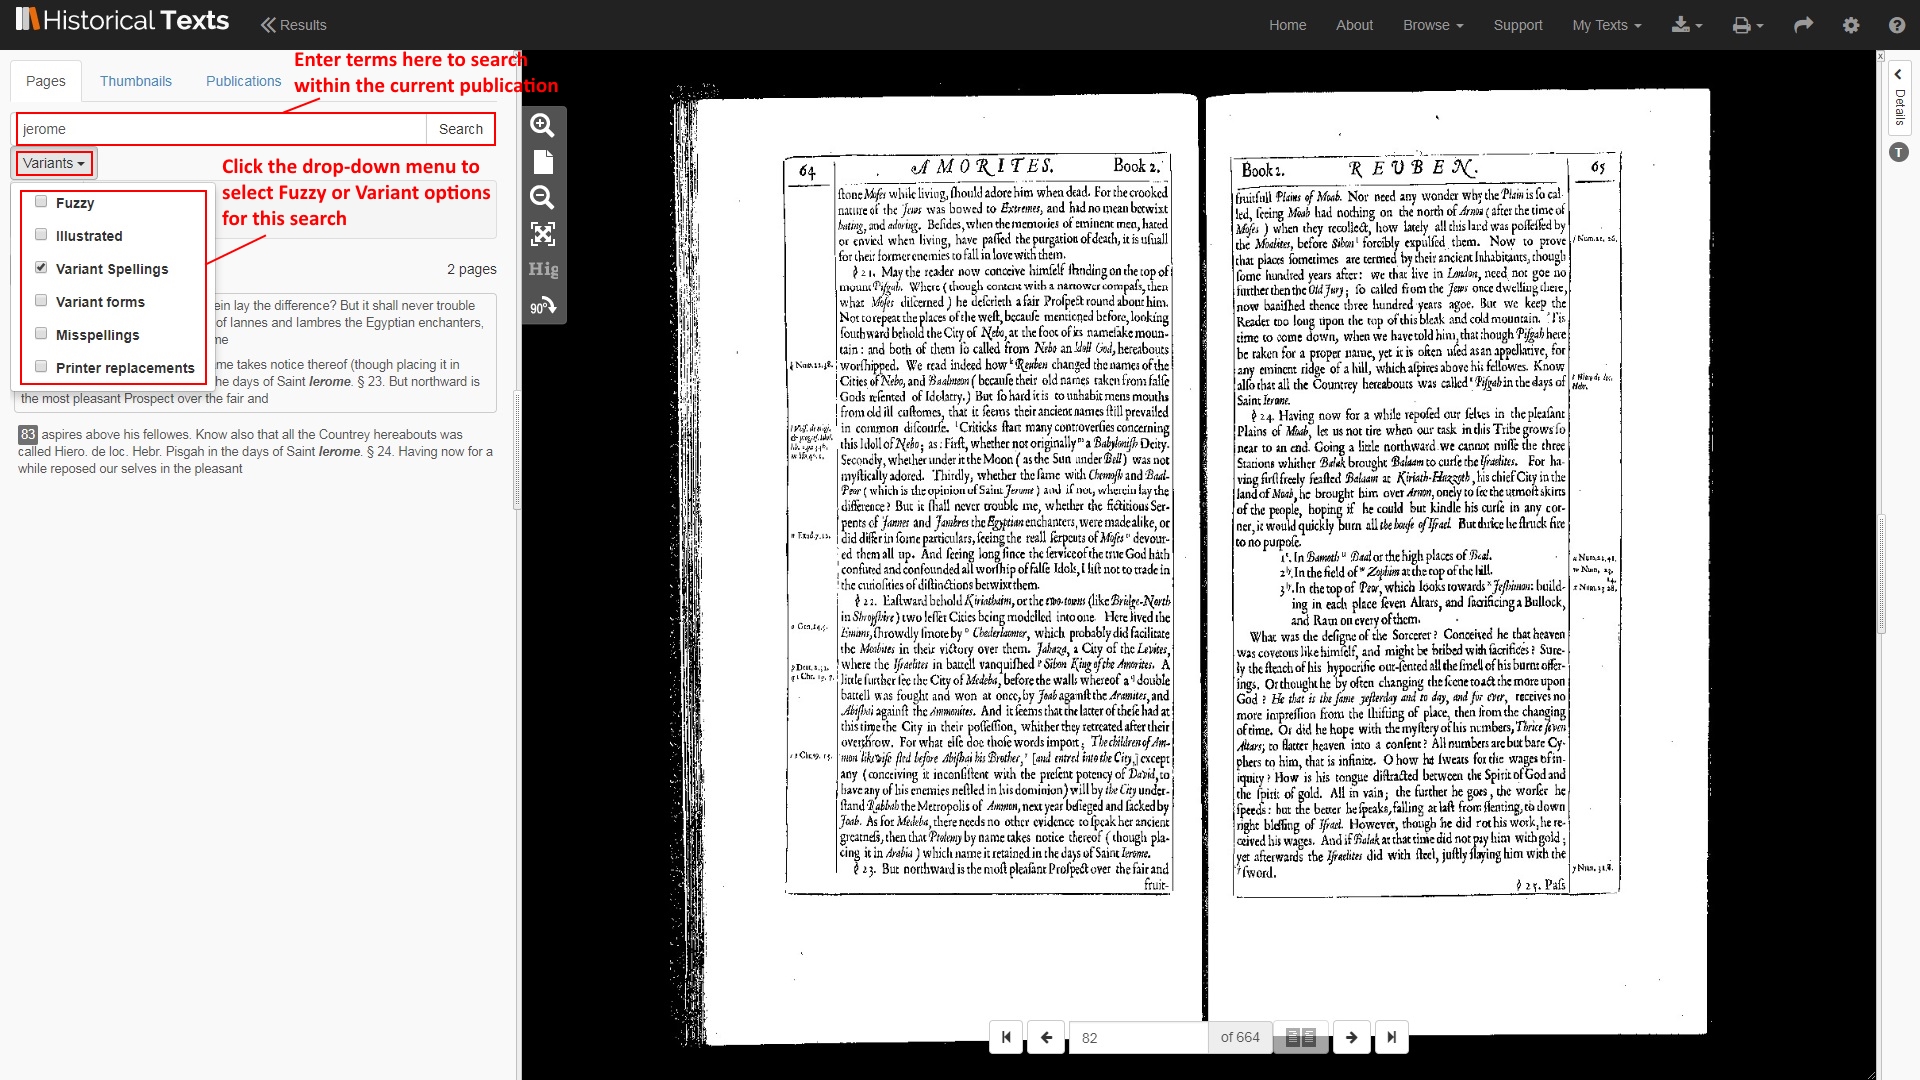 Historical Texts
Results
Home
About
Browse
Support
My Texts
Pages
Thumbnails
Publications
Enter terms here to search
within the current publication
jerome
Search
Variants
Click the drop-down menu to
select Fuzzy or Variant options
for this search
Fuzzy
Illustrated
Variant Spellings
Variant forms
Misspellings
Printer replacements
2 pages
ein lay the difference? But it shall never trouble
of Iannes and Iambres the Egyptian enchanters,
me
me takes notice thereof (though placing it in
he days of Saint Ierome. § 23. But northward is
the most pleasant Prospect over the fair and
83 aspires above his fellowes. Know also that all the Countrey hereabouts was
called Hiero. de loc. Hebr. Pisgah in the days of Saint Ierome. § 24. Having now for a
while reposed our selves in the pleasant
Hig
90°
64 AMORITES. Book 2.
ſtone Moſes while living, ſhould adore him when dead. For the crooked
nature of the Jews was bowed to Extremes, and had no mean betwixt
hating, and adoring. Beſides, when the memories of eminent men, hated
or envied when living, have paſſed the purgation of death, it is uſuall
for their former enemies to fall in love with them.
§ 21. May the reader now conceive himſelf ſtanding on the top of
mount Piſgah. Where (though content with a narrower compaſs, then
what Moſes diſcerned) he deſcrieth a fair Proſpect round about him.
Not to repeat the places of the weſt, becauſe mentioned before, looking
ſouthward behold the City of Nebo, at the foot of its nameſake moun-
tain: and both of them ſo called from Nebo an Idoll God, hereabouts
worſhipped. We read indeed how Reuben changed the names of the
Cities of Nebo, and Baalmeon (becauſe their old names taken from falſe
Gods reſented of Idolatry.) But ſo hard it is to unhabit mens mouths
from old ill cuſtomes, that it ſeems their ancient names ſtill prevailed
in common diſcourſe. Criticks ſtart many controverſies concerning
this Idoll of Nebo; as: Firſt, whether not originally a Babyloniſh Deity.
Secondly, whether under it the Moon (as the Sun under Bell) was not
myſtically adored. Thirdly, whether the ſame with Chemoſh and Baal-
Peor (which is the opinion of Saint Jerome) and if not, wherein lay the
difference? But it ſhall never trouble me, whether the fictitious Ser-
pents of Jannes and Jambres the Egyptian enchanters, were made alike, or
did differ in ſome particulars, ſeeing the reall ſerpents of Moſes devour-
ed them all up. And ſeeing long ſince the ſervice of the true God hath
confuted and confounded all worſhip of falſe Idols, I liſt not to trade in
the curioſities of diſtinctions betwixt them.
§ 22. Eaſtward behold Kiriathaim, or the two-towns (like Bridge-North
in Shropſhire) two leſſer Cities being modelled into one. Here lived the
Emims, ſhrowdly ſmote by Chederlaomer, which probably did facilitate
the Moabites in their victory over them. Jahaza, a City of the Levites,
where the Iſraelites in battell vanquiſhed Sihon King of the Amorites. A
little further ſee the City of Medeba, before the walls whereof a double
battell was fought and won at once, by Joab againſt the Aramites, and
Abiſhai againſt the Ammonites. And it ſeems that the latter of theſe had at
this time the City in their poſſeſſion, whither they retreated after their
overthrow. For what elſe doe thoſe words import; The children of Am-
mon likewiſe fled before Abiſhai his Brother, [and entred into the City,] except
any (conceiving it inconſiſtent with the preſent potency of David, to
have any of his enemies neſtled in his dominion) will by the City under-
ſtand Rabbah the Metropolis of Ammon, next year beſieged and ſacked by
Joab. As for Medeba, there needs no other evidence to ſpeak her ancient
greatneſs, then that Ptolemy by name takes notice thereof (though pla-
cing it in Arabia) which name it retained in the days of Saint Ierome.
§ 23. But northward is the moſt pleaſant Proſpect over the fair and
fruit-
Book 2. REUBEN. 65
fruitfull Plains of Moab. Nor need any wonder why the Plain is ſo cal-
led, ſeeing Moab had nothing on the north of Arnon (after the time of
Moſes) when they recollect, how lately all this land was poſſeſſed by
the Moabites, before Sihon forcibly expulſed them. Now to prove
that places ſometimes are termed by their ancient Inhabitants, though
ſome hundred years after: we that live in London, need not goe no
further then the Old Jury; ſo called from the Jews once dwelling there,
now baniſhed thence three hundred years agoe. But we keep the
Reader too long upon the top of this bleak and cold mountain. 'Tis
time to come down, when we have told him, that though Piſgah here
be taken for a proper name, yet it is often uſed as an appellative, for
any eminent ridge of a hill, which aſpires above his fellowes. Know
alſo that all the Countrey hereabouts was called Piſgah in the days of
Saint Ierome.
§ 24. Having now for a while repoſed our ſelves in the pleaſant
Plains of Moab, let us not tire when our task in this Tribe grows ſo
near to an end. Going a little northward we cannot miſſe the three
Stations whither Balak brought Balaam to curſe the Iſraelites. For ha-
ving firſt freely feaſted Balaam at Kiriath-Huzzoth, his chief City in the
land of Moab, he brought him over Arnon, onely to ſee the utmoſt skirts
of the people, hoping if he could but kindle his curſe in any cor-
ner, it would quickly burn all the houſe of Iſrael. But thrice he ſtruck fire
to no purpoſe.
1. In Bamoth Baal or the high places of Baal.
2. In the field of Zophim at the top of the hill.
3. In the top of Peor, which looks towards Jeſhimon: build-
ing in each place ſeven Altars, and ſacrificing a Bullock,
and Ram on every of them.
What was the deſigne of the Sorcerer? Conceived he that heaven
was covetous like himſelf, and might be bribed with ſacrifices? Sure-
ly the ſtench of his hypocriſie out-ſented all the ſmell of his burnt offer-
ings. Or thought he by often changing the ſcene to act the more upon
God? He that is the ſame yeſterday and to day, and for ever, receives no
more impreſſion from the ſhifting of place, then from the changing
of time. Or did he hope with the myſtery of his numbers, Thrice ſeven
Altars; to flatter heaven into a conſent? All numbers are but bare Cy-
phers to him, that is infinite. O how he ſweats for the wages of in-
iquity? How is his tongue diſtracted between the Spirit of God and
the ſpirit of gold. All in vain; the further he goes, the worſer he
ſpeeds: but the better he ſpeaks, falling at laſt from ſlenting, to down
right bleſſing of Iſrael. However, though he did not his work, he re-
ceived his wages. And if Balak at that time did not pay him with gold;
yet afterwards the Iſraelites did with ſteel, juſtly ſlaying him with the
ſword.
§ 25. Paſs
82
of 664
Details
T